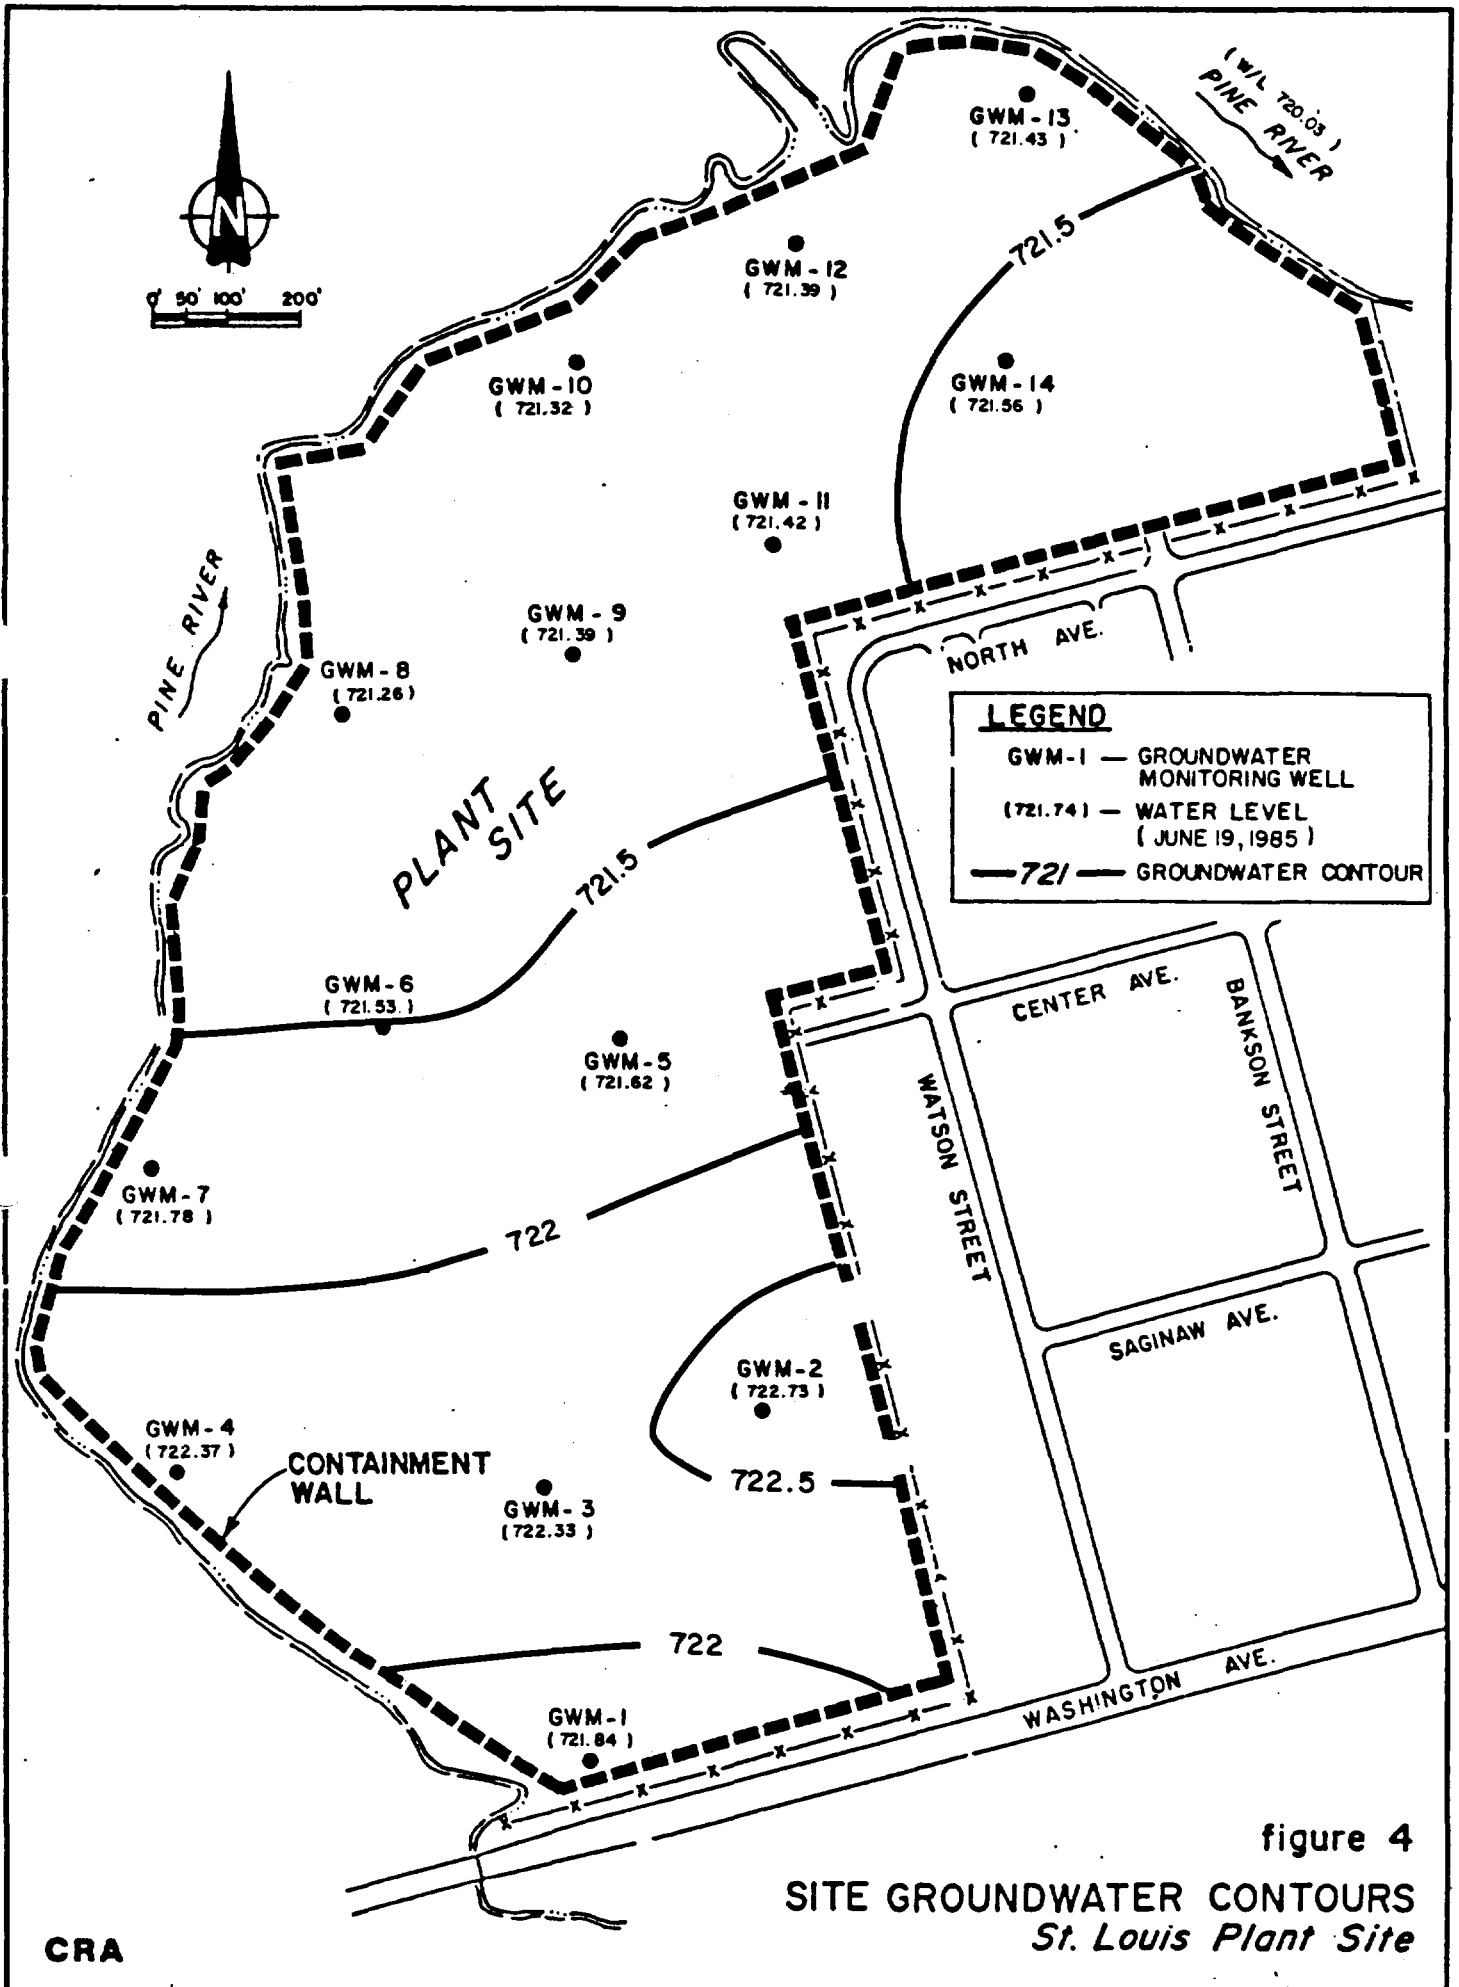 (W/L 720.03)
PINE RIVER
GWM-13
(721.43)
N
0' 50' 100' 200'
721.5
GWM-12
(721.39)
GWM-10
(721.32)
GWM-14
(721.56)
GWM-11
(721.42)
PINE RIVER
GWM-9
(721.39)
GWM-8
(721.26)
NORTH AVE.
LEGEND
GWM-1 — GROUNDWATER
MONITORING WELL
(721.74) — WATER LEVEL
(JUNE 19, 1985)
721 GROUNDWATER CONTOUR
PLANT
SITE
721.5
GWM-6
(721.53)
GWM-5
(721.62)
CENTER AVE.
BANKSON STREET
WATSON STREET
GWM-7
(721.78)
722
SAGINAW AVE.
GWM-2
(722.73)
GWM-4
(722.37)
CONTAINMENT
WALL
722.5
GWM-3
(722.33)
722
WASHINGTON AVE.
GWM-1
(721.84)
figure 4
SITE GROUNDWATER CONTOURS
St. Louis Plant Site
CRA